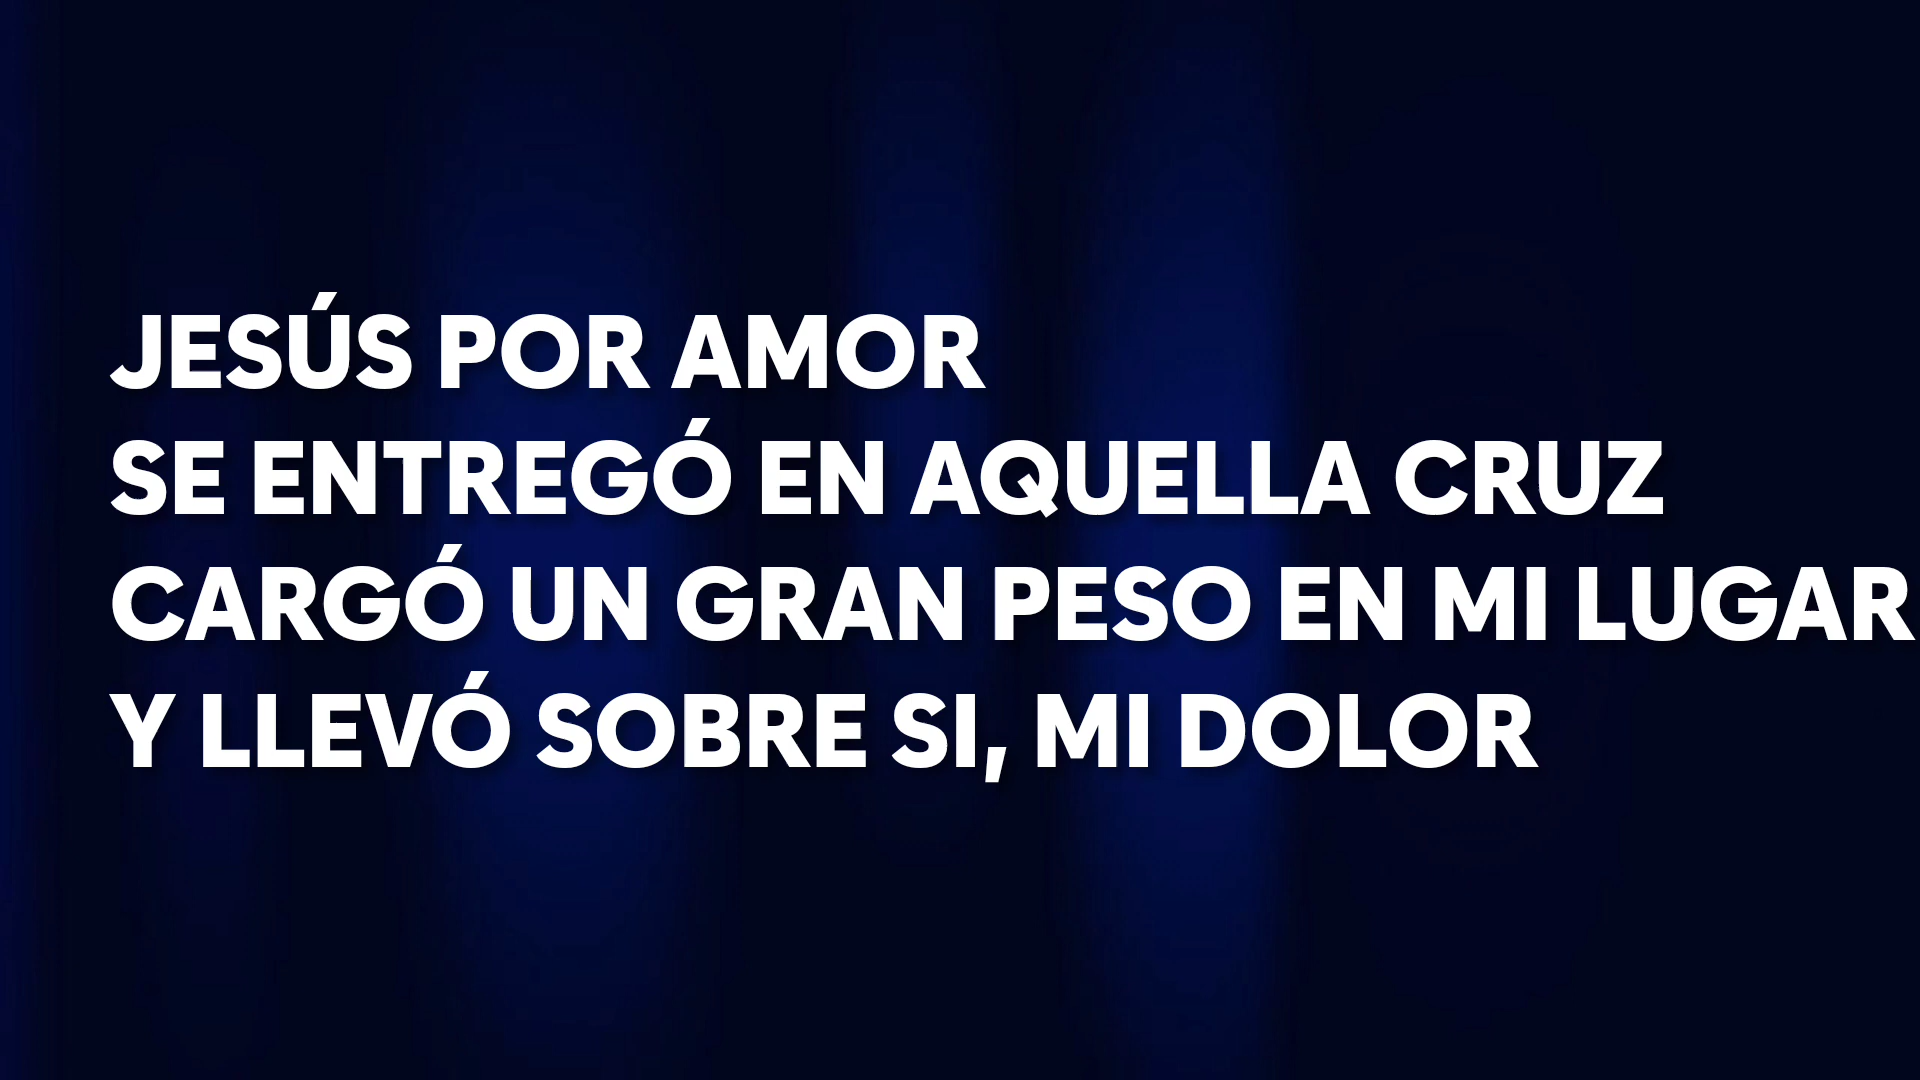 JESÚS POR AMOR
SE ENTREGÓ EN AQUELLA CRUZ
CARGÓ UN GRAN PESO EN MI LUGAR
Y LLEVÓ SOBRE SI, MI DOLOR